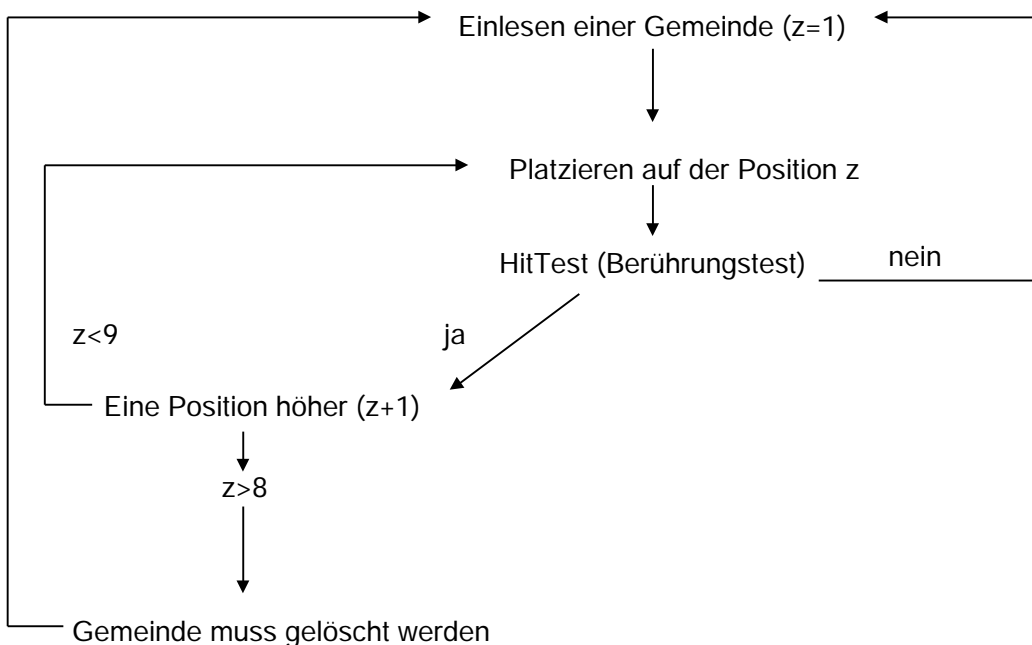 Einlesen einer Gemeinde (z=1)
Platzieren auf der Position z
HitTest (Berührungstest)
nein
z<9
ja
Eine Position höher (z+1)
z>8
Gemeinde muss gelöscht werden